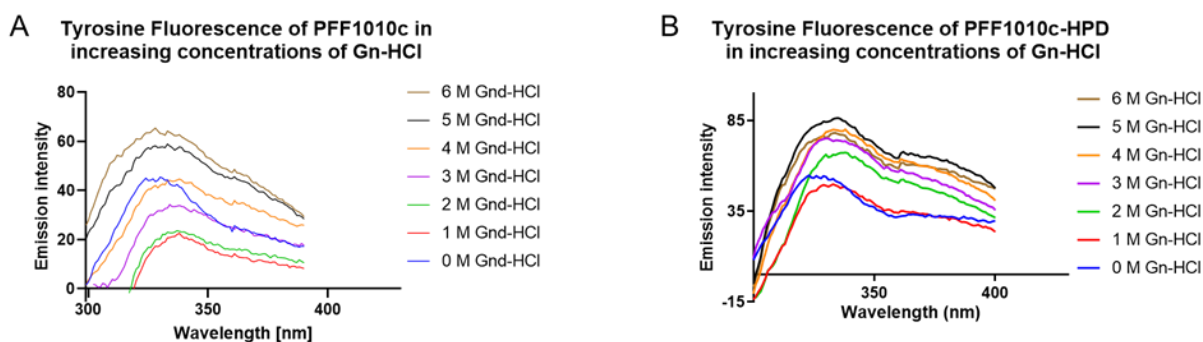 A
Tyrosine Fluorescence of PFF1010c in
increasing concentrations of Gn-HCl
Emission intensity
80
60
40
20
0
300
350
400
Wavelength [nm]
6 M Gnd-HCl
5 M Gnd-HCl
4 M Gnd-HCl
3 M Gnd-HCl
2 M Gnd-HCl
1 M Gnd-HCl
0 M Gnd-HCl
B
Tyrosine Fluorescence of PFF1010c-HPD
in increasing concentrations of Gn-HCl
Emission intensity
85
35
-15
350
400
Wavelength (nm)
6 M Gn-HCl
5 M Gn-HCl
4 M Gn-HCl
3 M Gn-HCl
2 M Gn-HCl
1 M Gn-HCl
0 M Gn-HCl